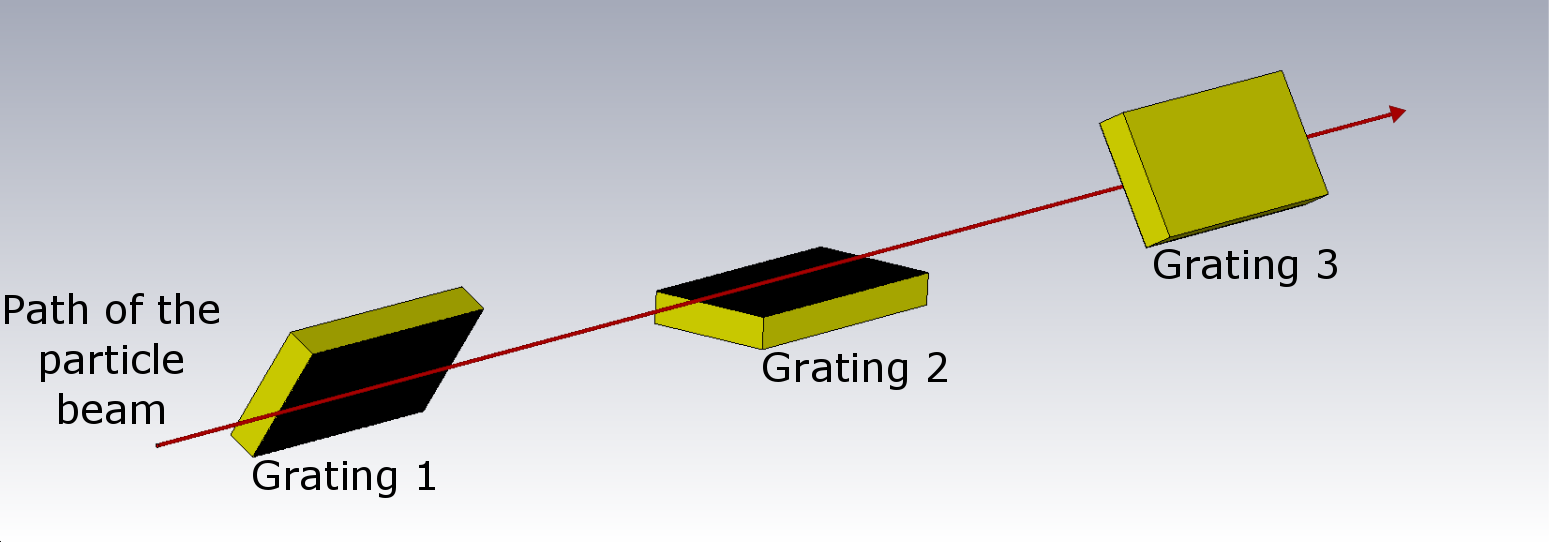 Path of the
particle
beam
Grating 1
Grating 2
Grating 3